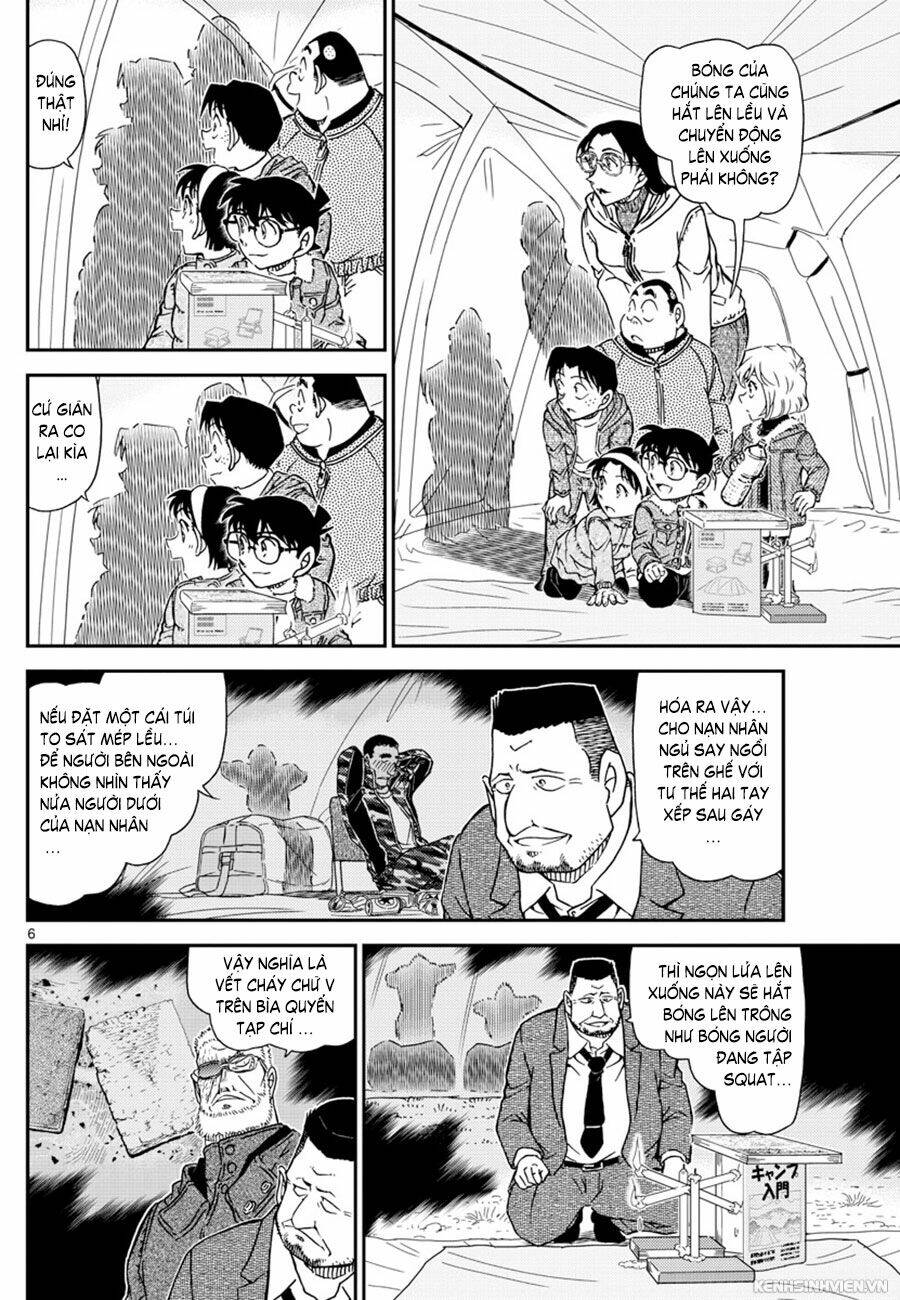 BÓNG CỦA
CHÚNG TA CŨNG
HẮT LÊN LỀU VÀ
CHUYỂN ĐỘNG
LÊN XUỐNG
PHẢI KHÔNG?
ĐÚNG
THẬT
NHỈ!
CỨ GIÃN
RA CO
LẠI KÌA
...
HÓA RA VẬY...
CHO NẠN NHÂN
NGỦ SAY NGỒI
TRÊN GHẾ VỚI
TƯ THẾ HAI TAY
XẾP SAU GÁY
...
NẾU ĐẶT MỘT CÁI TÚI
TO SÁT MÉP LỀU...
ĐỂ NGƯỜI BÊN NGOÀI
KHÔNG NHÌN THẤY
NỬA NGƯỜI DƯỚI
CỦA NẠN NHÂN
...
6
THÌ NGỌN LỬA LÊN
XUỐNG NÀY SẼ HẮT
BÓNG LÊN TRÔNG
NHƯ BÓNG NGƯỜI
ĐANG TẬP
SQUAT...
キャンプ
入門
VẬY NGHĨA LÀ
VẾT CHÁY CHỮ V
TRÊN BÌA QUYỂN
TẠP CHÍ ...
KENHSINHVIEN.VN